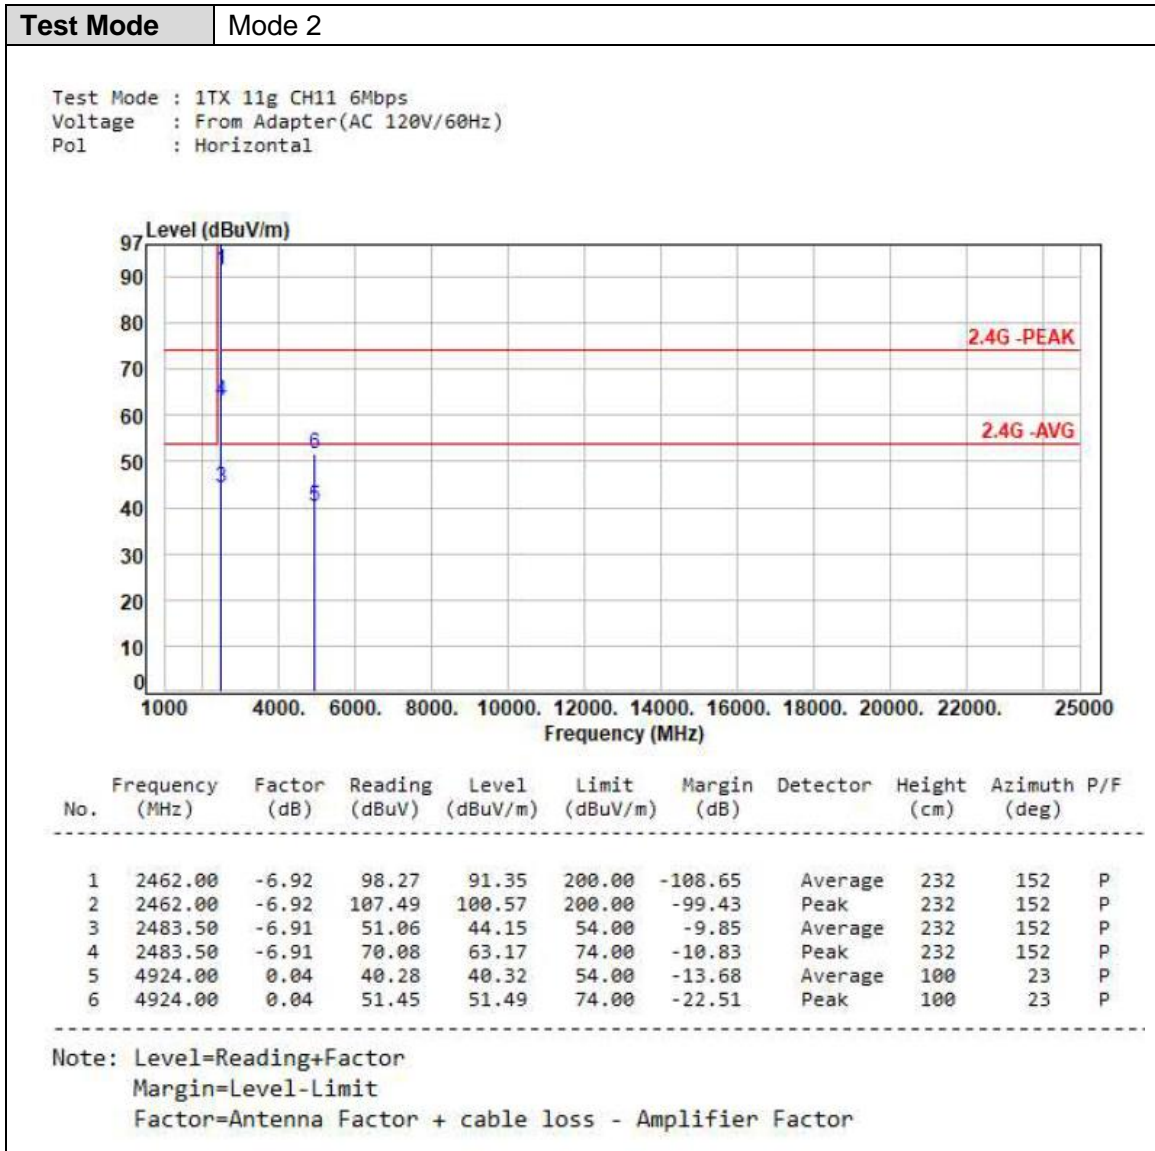 Test Mode Mode 2
Test Mode : 1TX 11g CH11 6Mbps
Voltage : From Adapter(AC 120V/60Hz)
Pol : Horizontal
Level (dBuV/m)
97
1
90
80
2.4G -PEAK
70
4
60
6
2.4G -AVG
50
3
5
40
30
20
10
0
1000 4000. 6000. 8000. 10000. 12000. 14000. 16000. 18000. 20000. 22000. 25000
Frequency (MHz)
Frequency Factor Reading Level Limit Margin Detector Height Azimuth P/F
No. (MHz) (dB) (dBuV) (dBuV/m) (dBuV/m) (dB) (cm) (deg)
1 2462.00 -6.92 98.27 91.35 200.00 -108.65 Average 232 152 P
2 2462.00 -6.92 107.49 100.57 200.00 -99.43 Peak 232 152 P
3 2483.50 -6.91 51.06 44.15 54.00 -9.85 Average 232 152 P
4 2483.50 -6.91 70.08 63.17 74.00 -10.83 Peak 232 152 P
5 4924.00 0.04 40.28 40.32 54.00 -13.68 Average 100 23 P
6 4924.00 0.04 51.45 51.49 74.00 -22.51 Peak 100 23 P
Note: Level=Reading+Factor
Margin=Level-Limit
Factor=Antenna Factor + cable loss - Amplifier Factor